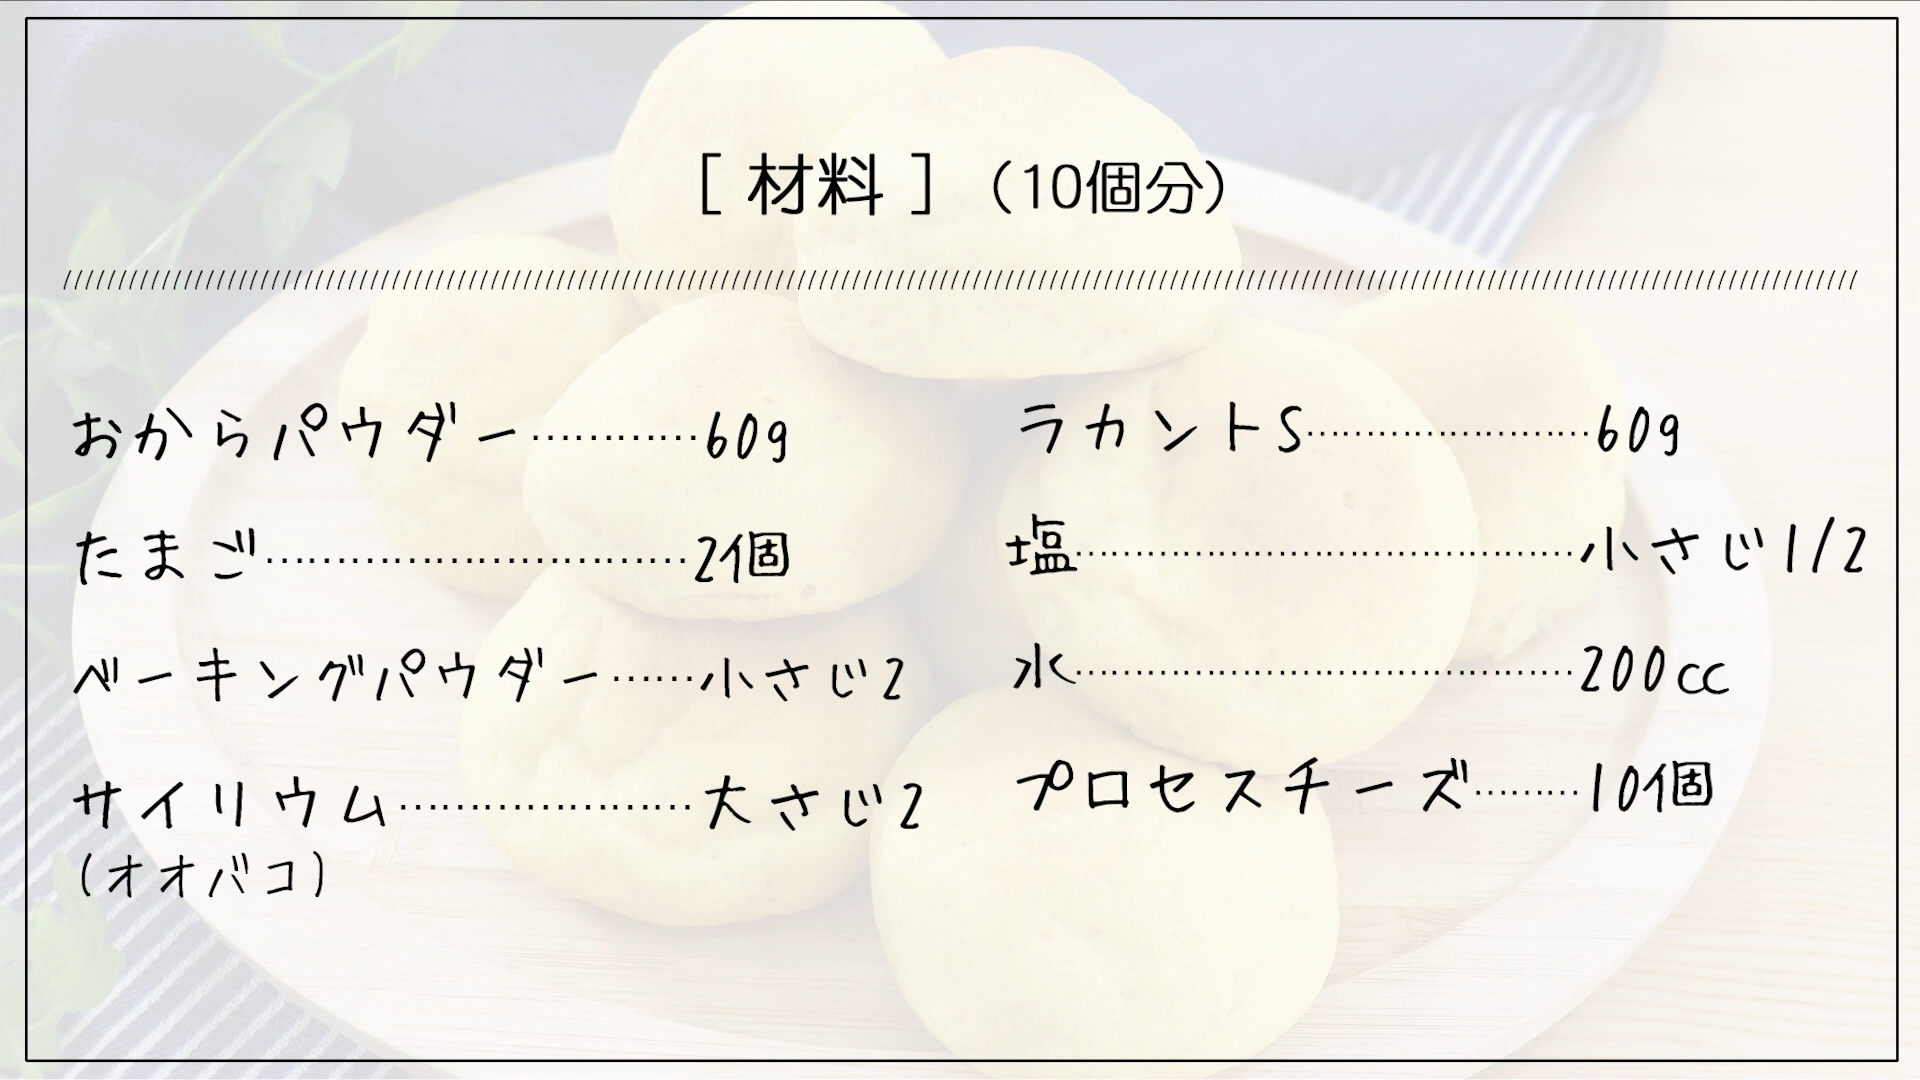 [ 材料 ] (10個分)
おからパウダー…………60g
たまご…………………………2個
ベーキングパウダー……小さじ2
サイリウム…………………大さじ2
(オオバコ)
ラカントS…………………60g
塩………………………………小さじ1/2
水………………………………200cc
プロセスチーズ………10個